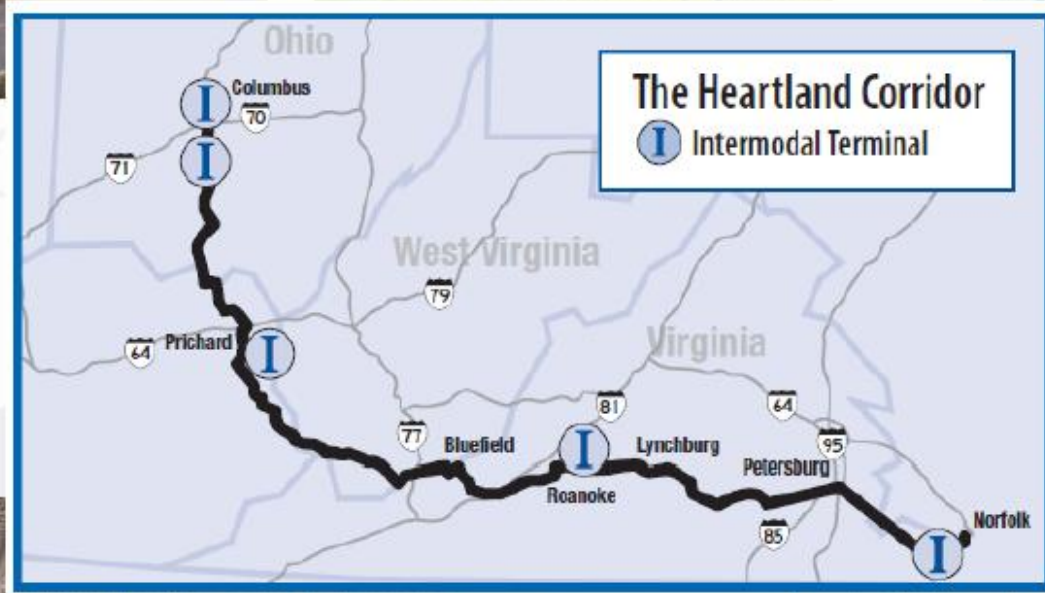 Ohio
The Heartland Corridor
I Intermodal Terminal
I
Columbus
70
I
71
West Virginia
79
Virginia
64
Prichard
I
81
64
77
95
Bluefield
I
Lynchburg
Petersburg
Roanoke
85
Norfolk
I